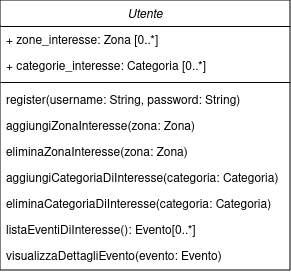 Utente
+ zone_interesse: Zona [0..*]
+ categorie_interesse: Categoria [0..*]
register(username: String, password: String)
aggiungiZonaInteresse(zona: Zona)
eliminaZonaInteresse(zona: Zona)
aggiungiCategoriaDiInteresse(categoria: Categoria)
eliminaCategoriaDiInteresse(categoria: Categoria)
listaEventiDiInteresse(): Evento[0..*]
visualizzaDettagliEvento(evento: Evento)